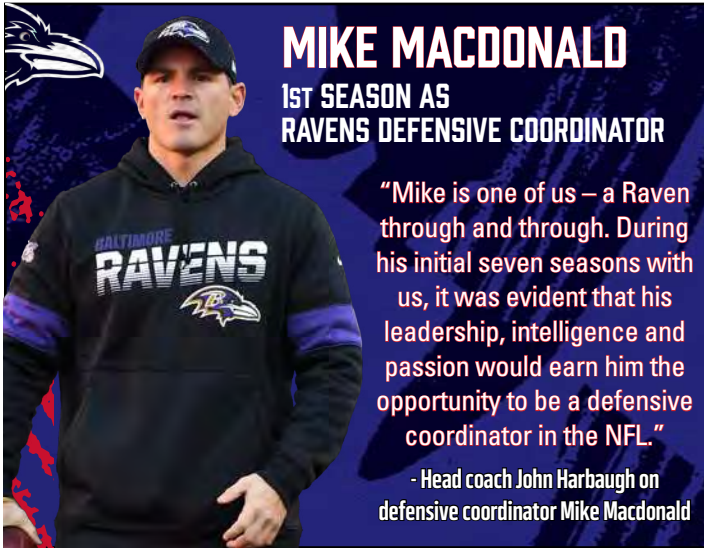 MIKE MACDONALD
1ST SEASON AS
RAVENS DEFENSIVE COORDINATOR
“Mike is one of us – a Raven
through and through. During
his initial seven seasons with
us, it was evident that his
leadership, intelligence and
passion would earn him the
opportunity to be a defensive
coordinator in the NFL.”
- Head coach John Harbaugh on
defensive coordinator Mike Macdonald
BALTIMORE
RAVENS
B